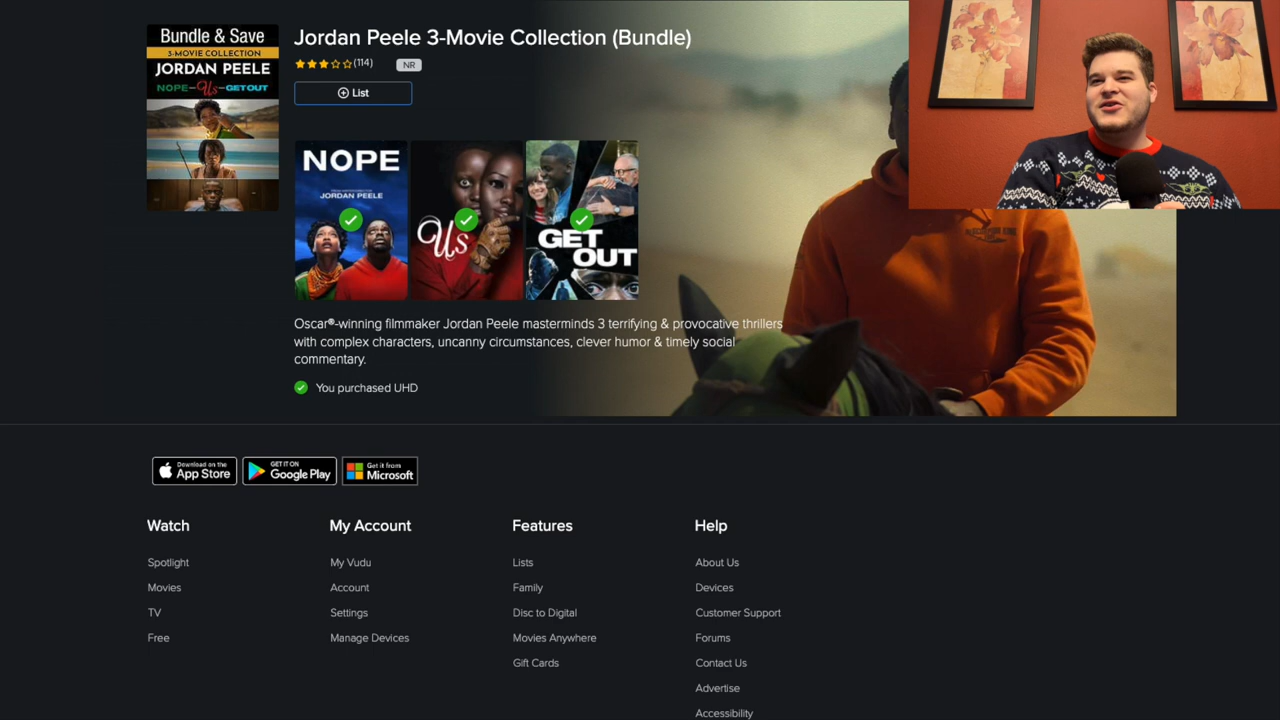 Bundle & Save
3-MOVIE COLLECTION
JORDAN PEELE
NOPE-Us-GET OUT
Jordan Peele 3-Movie Collection (Bundle)
(114)
NR
List
NOPE
JORDAN PEELE
Us
GET
OUT
Oscar®-winning filmmaker Jordan Peele masterminds 3 terrifying & provocative thrillers
with complex characters, uncanny circumstances, clever humor & timely social
commentary.
You purchased UHD
Download on the
App Store
GET IT ON
Google Play
Get it from
Microsoft
Watch
Spotlight
Movies
TV
Free
My Account
My Vudu
Account
Settings
Manage Devices
Features
Lists
Family
Disc to Digital
Movies Anywhere
Gift Cards
Help
About Us
Devices
Customer Support
Forums
Contact Us
Advertise
Accessibility